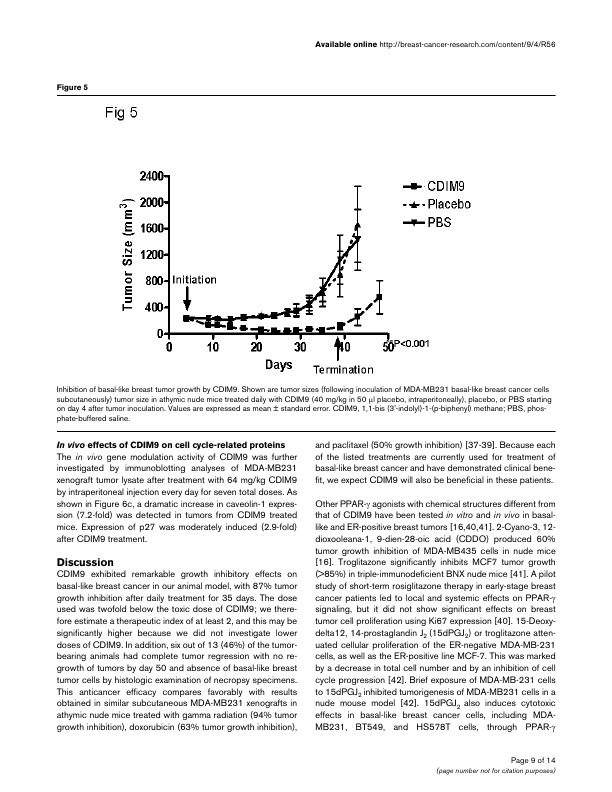 Available online http://breast-cancer-research.com/content/9/4/R56
Figure 5
Fig 5
2400
2000
1600
1200
800
400
0
Tumor Size (mm³)
Initiation
CDIM9
Placebo
PBS
0 10 20 30 40 50
*P<0.001
Days
Termination
Inhibition of basal-like breast tumor growth by CDIM9. Shown are tumor sizes (following inoculation of MDA-MB231 basal-like breast cancer cells
subcutaneously) tumor size in athymic nude mice treated daily with CDIM9 (40 mg/kg in 50 μl placebo, intraperitoneally), placebo, or PBS starting
on day 4 after tumor inoculation. Values are expressed as mean ± standard error. CDIM9, 1,1-bis (3'-indolyl)-1-(p-biphenyl) methane; PBS, phos-
phate-buffered saline.
In vivo effects of CDIM9 on cell cycle-related proteins
The in vivo gene modulation activity of CDIM9 was further
investigated by immunoblotting analyses of MDA-MB231
xenograft tumor lysate after treatment with 64 mg/kg CDIM9
by intraperitoneal injection every day for seven total doses. As
shown in Figure 6c, a dramatic increase in caveolin-1 expres-
sion (7.2-fold) was detected in tumors from CDIM9 treated
mice. Expression of p27 was moderately induced (2.9-fold)
after CDIM9 treatment.
Discussion
CDIM9 exhibited remarkable growth inhibitory effects on
basal-like breast cancer in our animal model, with 87% tumor
growth inhibition after daily treatment for 35 days. The dose
used was twofold below the toxic dose of CDIM9; we there-
fore estimate a therapeutic index of at least 2, and this may be
significantly higher because we did not investigate lower
doses of CDIM9. In addition, six out of 13 (46%) of the tumor-
bearing animals had complete tumor regression with no re-
growth of tumors by day 50 and absence of basal-like breast
tumor cells by histologic examination of necropsy specimens.
This anticancer efficacy compares favorably with results
obtained in similar subcutaneous MDA-MB231 xenografts in
athymic nude mice treated with gamma radiation (94% tumor
growth inhibition), doxorubicin (63% tumor growth inhibition),
and paclitaxel (50% growth inhibition) [37-39]. Because each
of the listed treatments are currently used for treatment of
basal-like breast cancer and have demonstrated clinical bene-
fit, we expect CDIM9 will also be beneficial in these patients.
Other PPAR-γ agonists with chemical structures different from
that of CDIM9 have been tested in vitro and in vivo in basal-
like and ER-positive breast tumors [16,40,41]. 2-Cyano-3, 12-
dioxooleana-1, 9-dien-28-oic acid (CDDO) produced 60%
tumor growth inhibition of MDA-MB435 cells in nude mice
[16]. Troglitazone significantly inhibits MCF7 tumor growth
(>85%) in triple-immunodeficient BNX nude mice [41]. A pilot
study of short-term rosiglitazone therapy in early-stage breast
cancer patients led to local and systemic effects on PPAR-γ
signaling, but it did not show significant effects on breast
tumor cell proliferation using Ki67 expression [40]. 15-Deoxy-
delta12, 14-prostaglandin J₂ (15dPGJ₂) or troglitazone atten-
uated cellular proliferation of the ER-negative MDA-MB-231
cells, as well as the ER-positive line MCF-7. This was marked
by a decrease in total cell number and by an inhibition of cell
cycle progression [42]. Brief exposure of MDA-MB-231 cells
to 15dPGJ₂ inhibited tumorigenesis of MDA-MB231 cells in a
nude mouse model [42]. 15dPGJ₂ also induces cytotoxic
effects in basal-like breast cancer cells, including MDA-
MB231, BT549, and HS578T cells, through PPAR-γ
Page 9 of 14
(page number not for citation purposes)